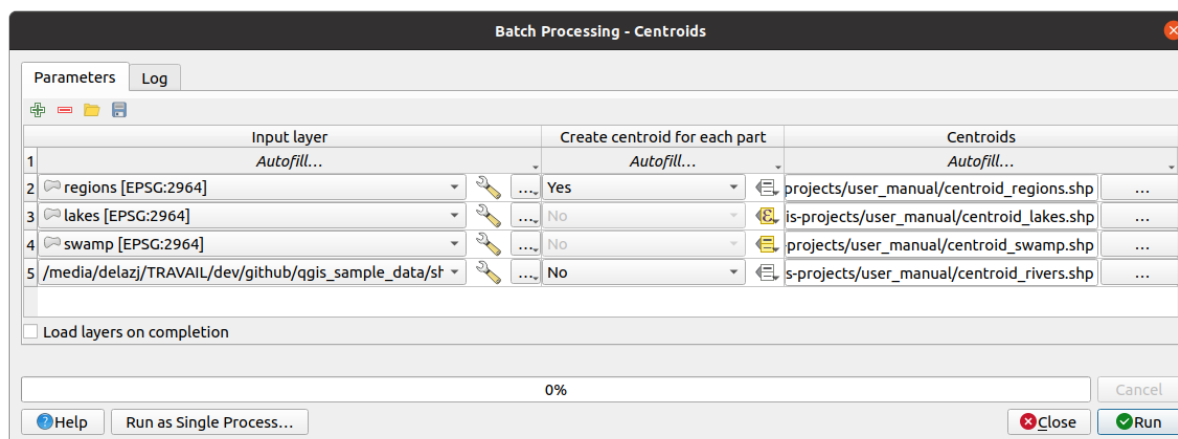 Batch Processing - Centroids
Parameters Log
Input layer Create centroid for each part Centroids
1 Autofill... Autofill... Autofill...
2 regions [EPSG:2964] ... Yes projects/user_manual/centroid_regions.shp ...
3 lakes [EPSG:2964] ... No ε is-projects/user_manual/centroid_lakes.shp ...
4 swamp [EPSG:2964] ... No projects/user_manual/centroid_swamp.shp ...
5 /media/delazj/TRAVAIL/dev/github/qgis_sample_data/sh ... No s-projects/user_manual/centroid_rivers.shp ...
Load layers on completion
0% Cancel
Help Run as Single Process... Close Run